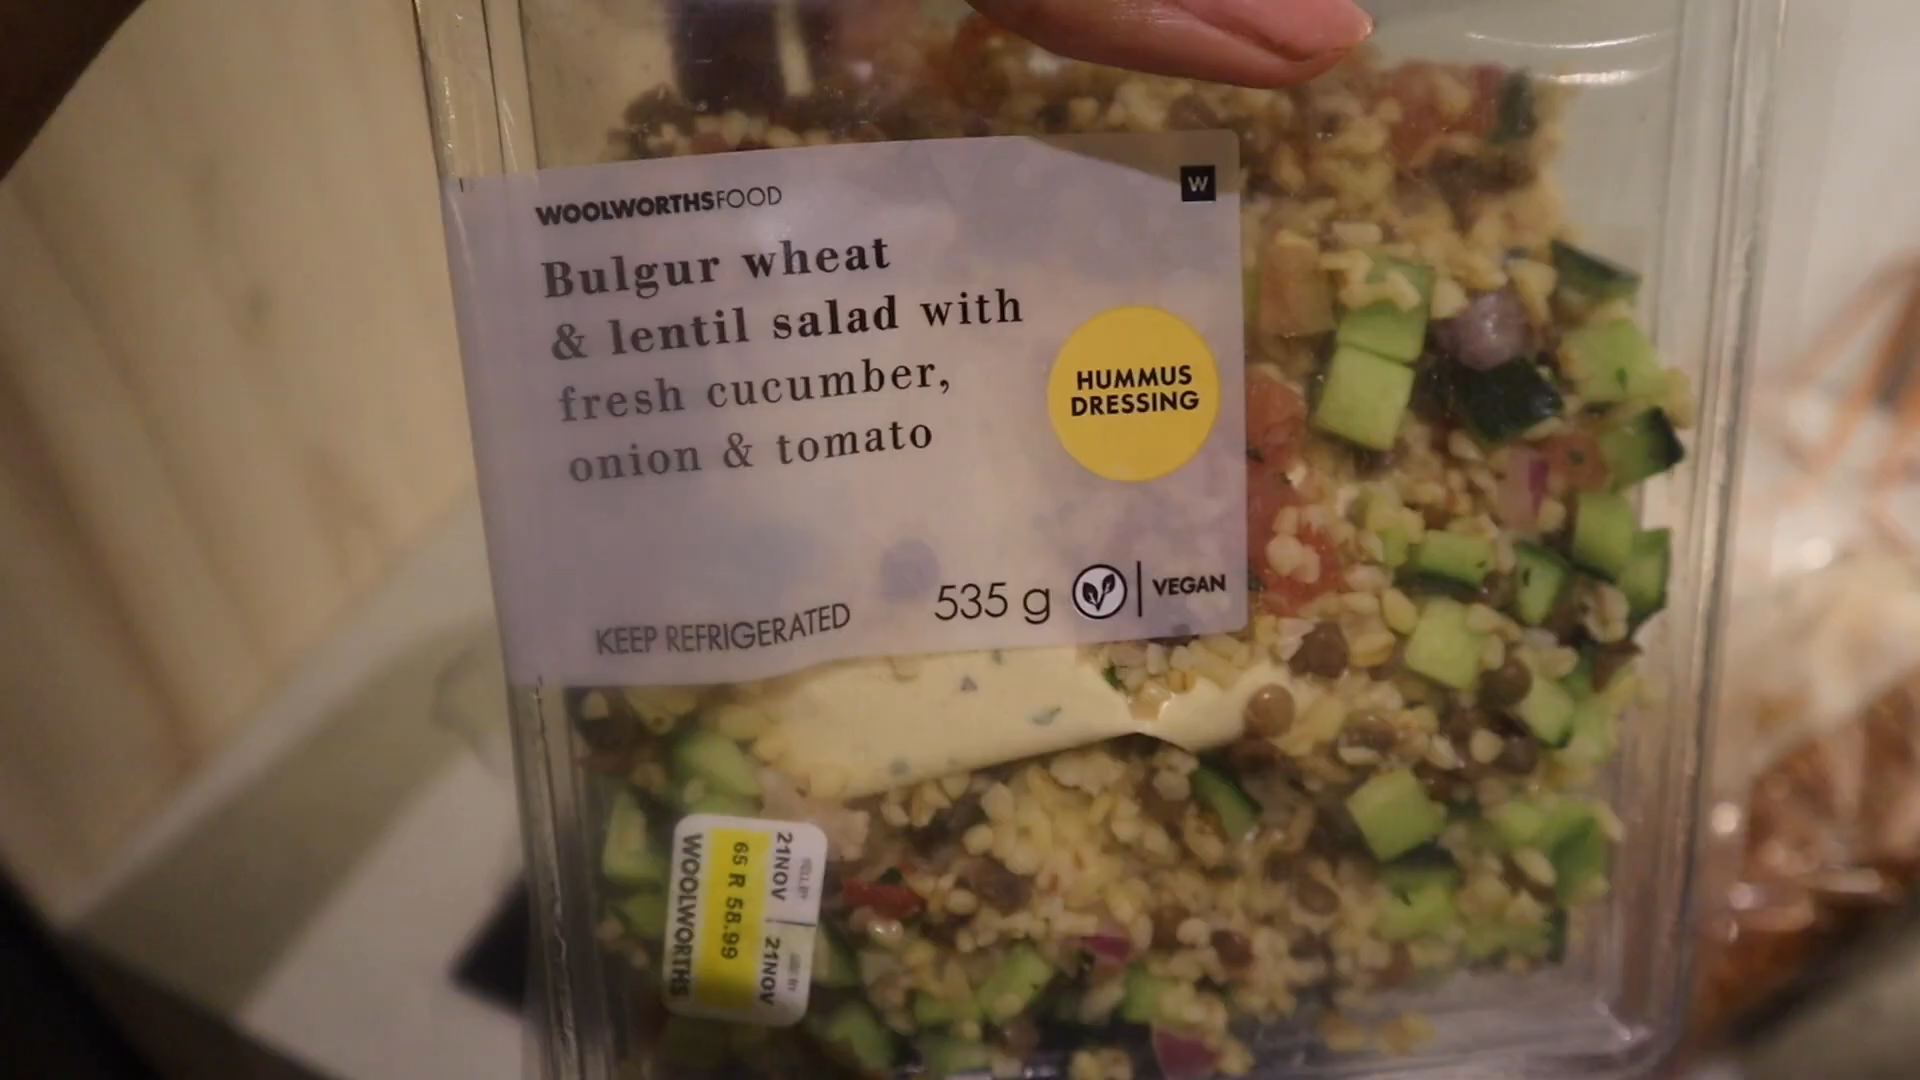 WOOLWORTHSFOOD
W
Bulgur wheat
& lentil salad with
fresh cucumber,
onion & tomato
HUMMUS
DRESSING
KEEP REFRIGERATED
535 g
VEGAN
21NOV
21NOV
65 R 58.99
WOOLWORTHS